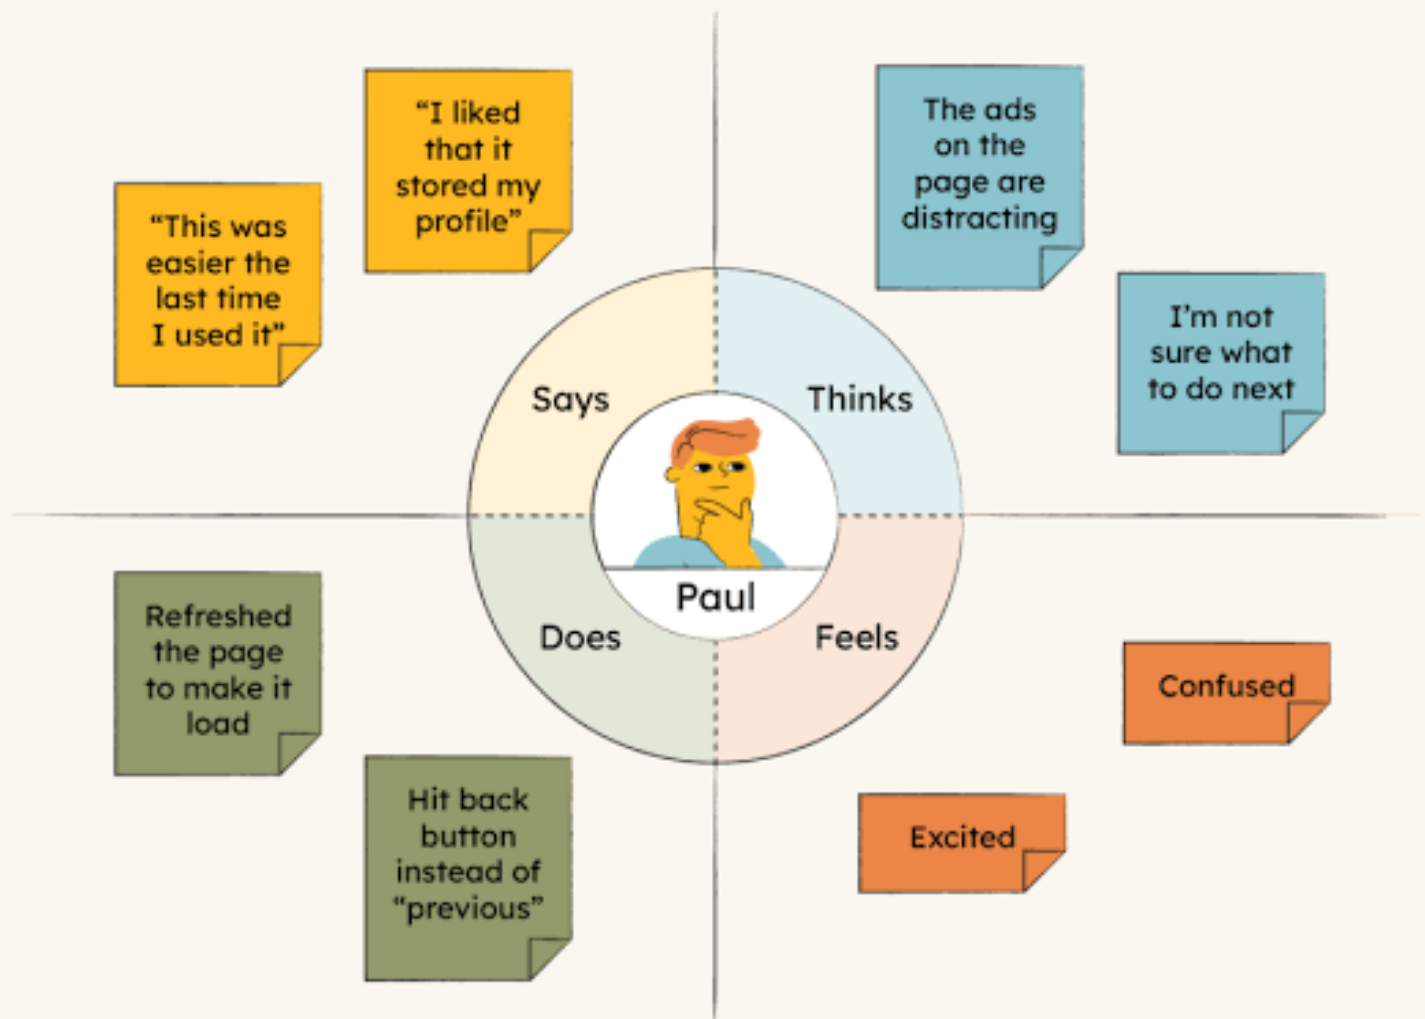 “I liked
that it
stored my
profile”
“This was
easier the
last time
I used it”
The ads
on the
page are
distracting
I’m not
sure what
to do next
Says
Thinks
Paul
Does
Feels
Refreshed
the page
to make it
load
Hit back
button
instead of
“previous”
Confused
Excited